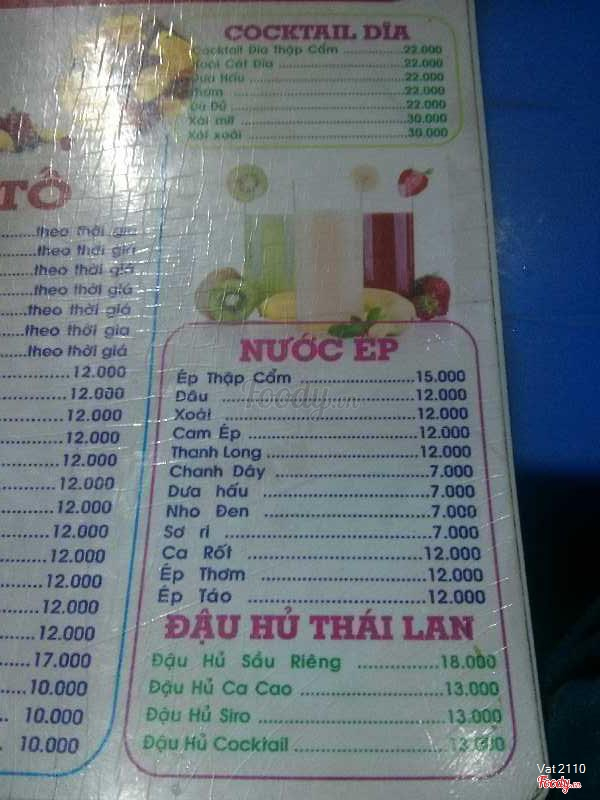 COCKTAIL DĨA
Cocktail Dĩa Thập Cẩm ..................22.000
Trái Cắt Dĩa ..................22.000
Dưa Hấu ..................22.000
Thơm ..................22.000
Đu Đủ ..................22.000
Xôi mít ..................30.000
Xôi xoài ..................30.000
TỐ
.....theo thời giá
.....theo thời giá
.....theo thời giá
.....theo thời giá
.....theo thời giá
.....theo thời giá
.....theo thời giá
.....12.000
.....12.000
.....12.000
.....12.000
.....12.000
.....12.000
.....12.000
.....12.000
.....12.000
.....12.000
.....12.000
.....12.000
.....17.000
.....10.000
.. 10.000
.. 10.000
NƯỚC ÉP
Ép Thập Cẩm ..................15.000
Dâu ..................12.000
Xoài ..................12.000
Cam Ép ..................12.000
Thanh Long ..................12.000
Chanh Dây ..................7.000
Dưa hấu ..................7.000
Nho Đen ..................7.000
Sơ ri ..................7.000
Ca Rốt ..................12.000
Ép Thơm ..................12.000
Ép Táo ..................12.000
ĐẬU HỦ THÁI LAN
Đậu Hủ Sầu Riêng ..............18.000
Đậu Hủ Ca Cao ..................13.000
Đậu Hủ Siro ..................13.000
Đậu Hủ Cocktail ..................13.000
Foody.vn
Vat2110
Foody.vn